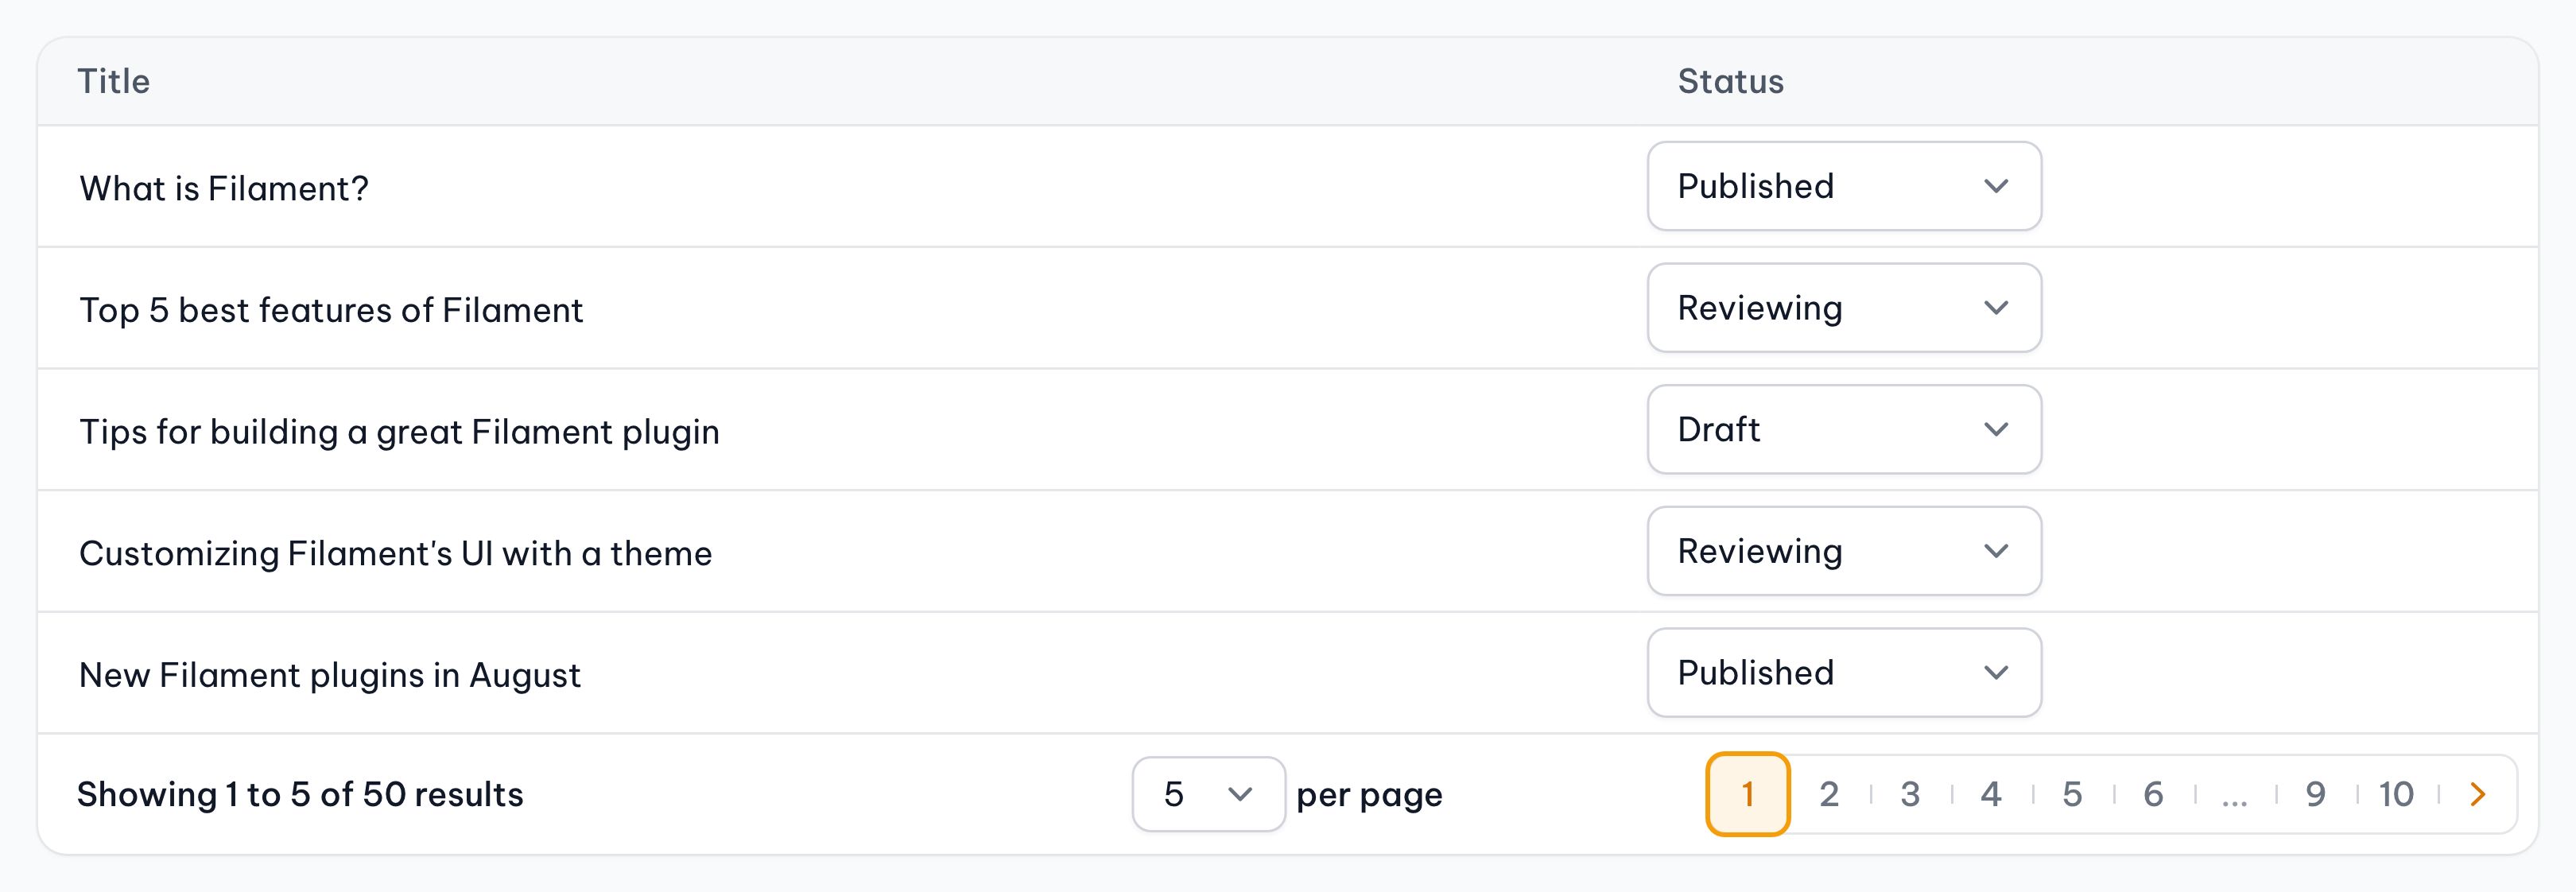 Title Status
What is Filament? Published
Top 5 best features of Filament Reviewing
Tips for building a great Filament plugin Draft
Customizing Filament's UI with a theme Reviewing
New Filament plugins in August Published
Showing 1 to 5 of 50 results 5 per page 1 2 3 4 5 6 ... 9 10